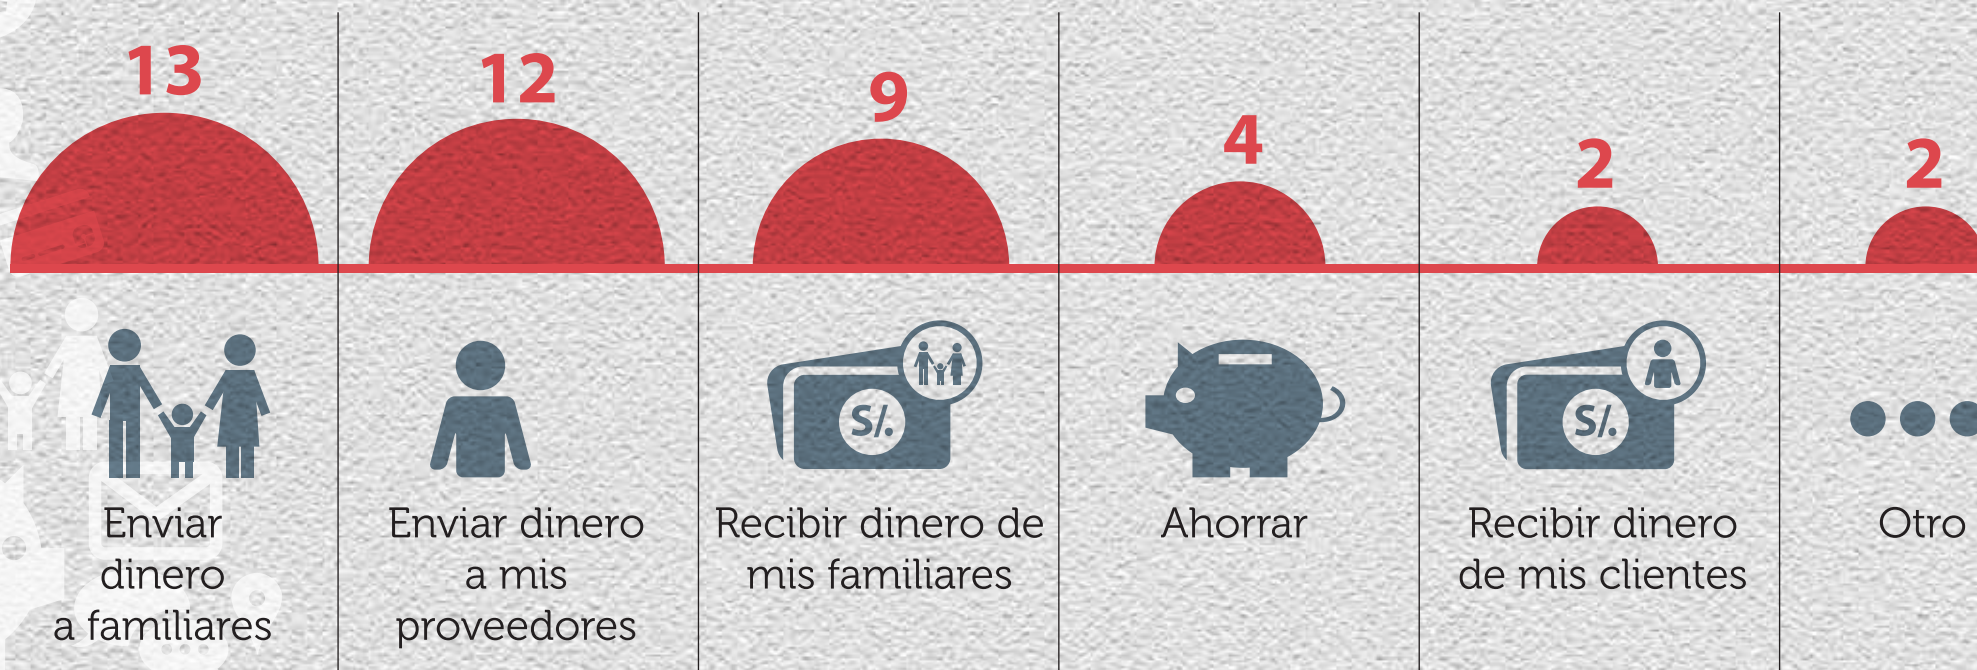 13
12
9
4
2
2
S/.
S/.
Enviar
dinero
a familiares
Enviar dinero
a mis
proveedores
Recibir dinero de
mis familiares
Ahorrar
Recibir dinero
de mis clientes
Otro